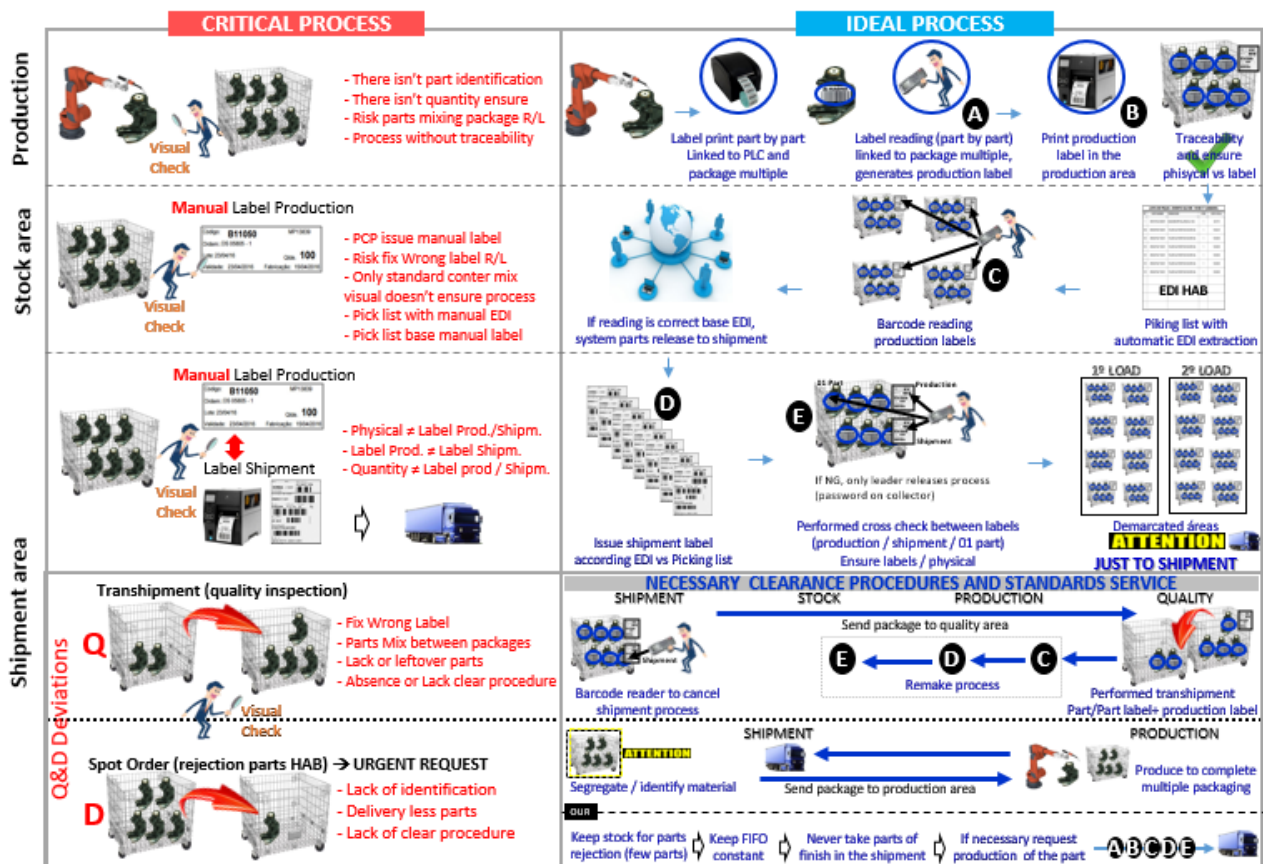 CRITICAL PROCESS
IDEAL PROCESS
Production
Visual
Check
- There isn't part identification
- There isn't quantity ensure
- Risk parts mixing package R/L
- Process without traceability
Label print part by part
Linked to PLC and
package multiple
A
Label reading (part by part)
linked to package multiple,
generates production label
B
Print production
label in the
production area
Traceability
and ensure
phisycal vs label
Stock area
Manual Label Production
B11050
100
Visual
Check
- PCP issue manual label
- Risk fix Wrong label R/L
- Only standard conter mix
visual doesn't ensure process
- Pick list with manual EDI
- Pick list base manual label
If reading is correct base EDI,
system parts release to shipment
C
Barcode reading
production labels
EDI HAB
Piking list with
automatic EDI extraction
Shipment area
Manual Label Production
B11050
100
Label Shipment
Visual
Check
- Physical ≠ Label Prod./Shipm.
- Label Prod. ≠ Label Shipm.
- Quantity ≠ Label prod / Shipm.
D
Issue shipment label
according EDI vs Picking list
E
01 Part
Production
Shipment
If NG, only leader releases process
(password on collector)
Performed cross check between labels
(production / shipment / 01 part)
Ensure labels / physical
1º LOAD
2º LOAD
Demarcated áreas
ATTENTION
JUST TO SHIPMENT
Q&D Deviations
Transhipment (quality inspection)
Q
- Fix Wrong Label
- Parts Mix between packages
- Lack or leftover parts
- Absence or Lack clear procedure
Visual
Check
NECESSARY CLEARANCE PROCEDURES AND STANDARDS SERVICE
SHIPMENT
STOCK
PRODUCTION
QUALITY
Send package to quality area
Shipment
E
D
C
Remake process
Barcode reader to cancel
shipment process
Performed transhipment
Part/Part label+ production label
Spot Order (rejection parts HAB) → URGENT REQUEST
D
- Lack of identification
- Delivery less parts
- Lack of clear procedure
ATTENTION
Segregate / identify material
SHIPMENT
PRODUCTION
Send package to production area
Produce to complete
multiple packaging
OUR
Keep stock for parts
rejection (few parts)
Keep FIFO
constant
Never take parts of
finish in the shipment
If necessary request
production of the part
A B C D E